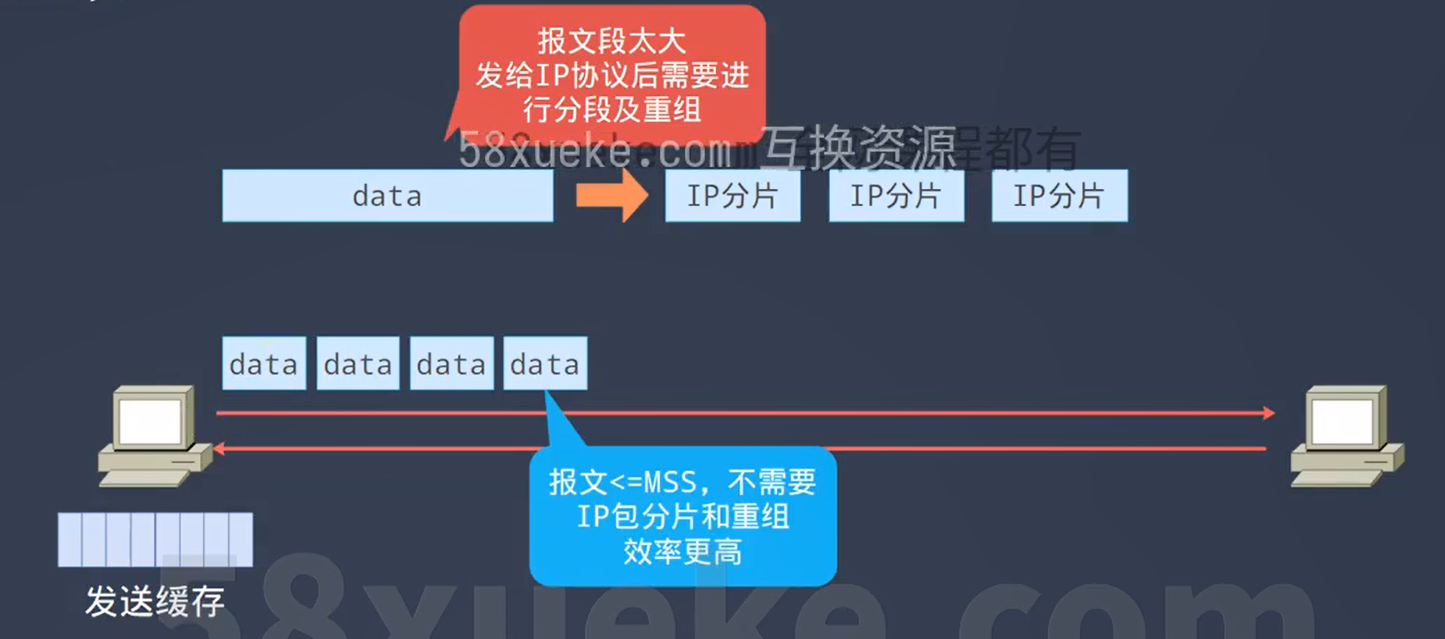 报文段太大
发给IP协议后需要进
行分段及重组
58xueke.com互换资源
程都有
data
IP分片
IP分片
IP分片
data
data
data
data
报文<=MSS，不需要
IP包分片和重组
效率更高
发送缓存
58xueke.com